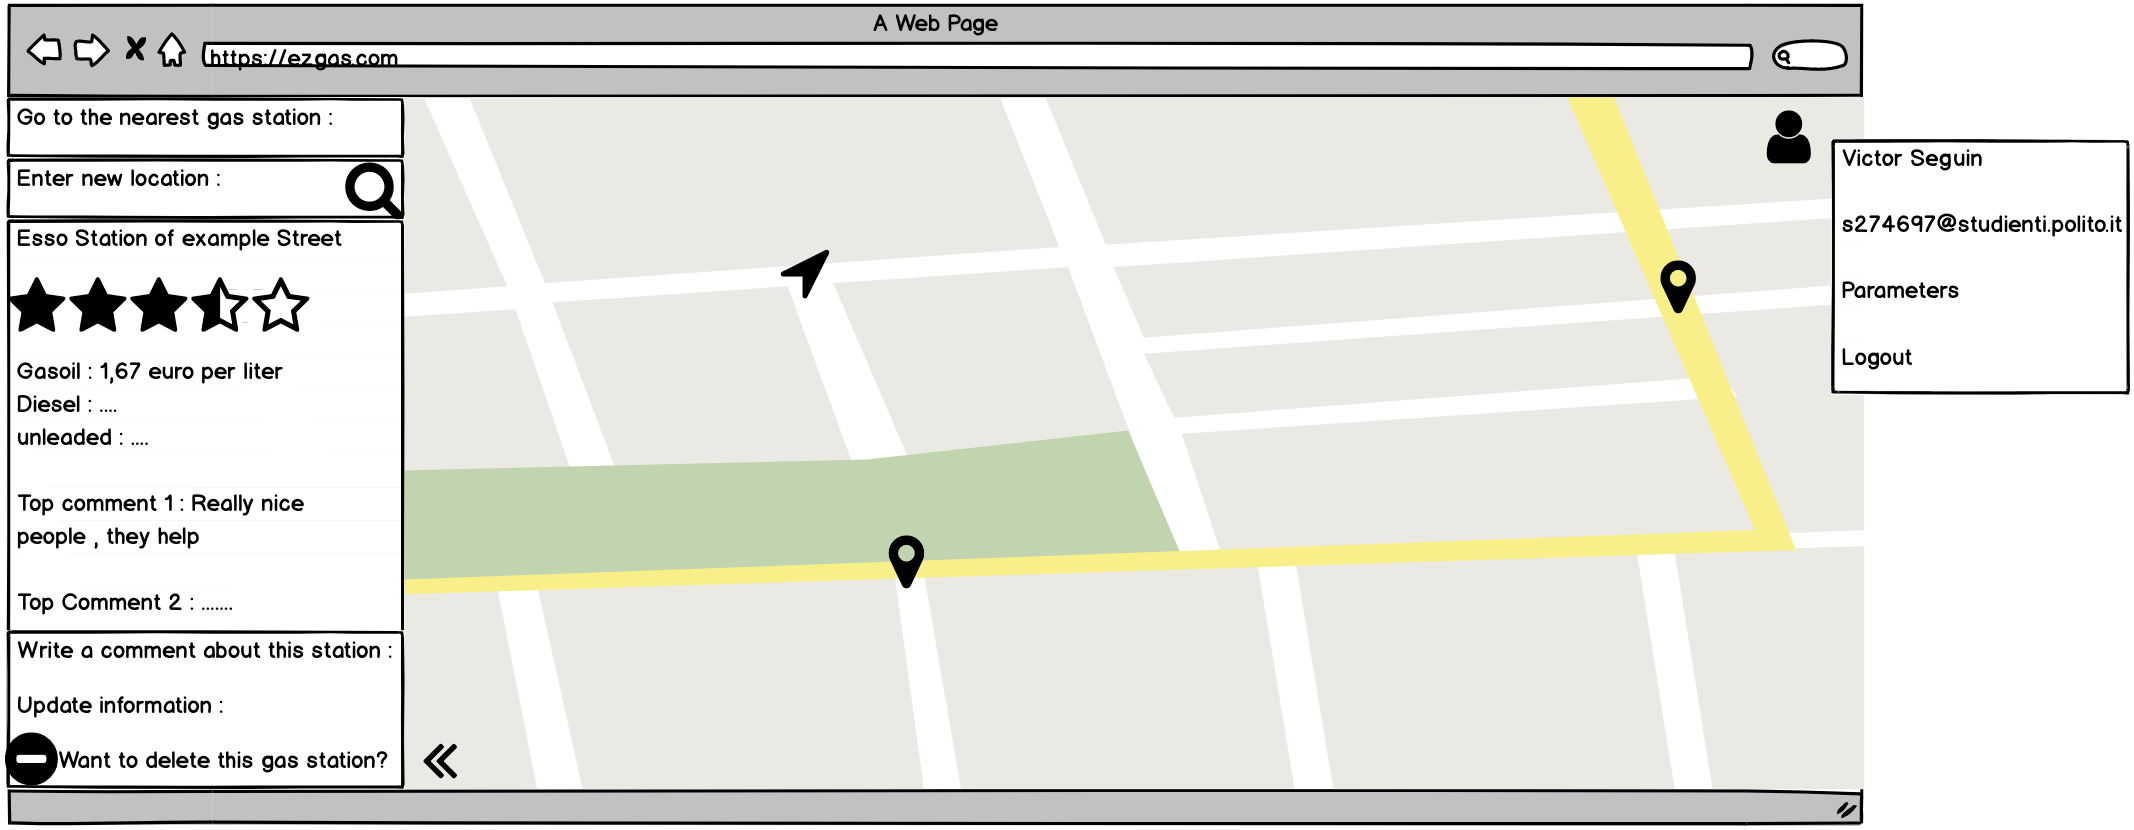 A Web Page
https://ezgas.com
Go to the nearest gas station :
Enter new location :
Esso Station of example Street
Gasoil : 1,67 euro per liter
Diesel : ....
unleaded : ....
Top comment 1 : Really nice
people , they help
Top Comment 2 : .......
Write a comment about this station :
Update information :
Want to delete this gas station?
Victor Seguin
s274697@studienti.polito.it
Parameters
Logout